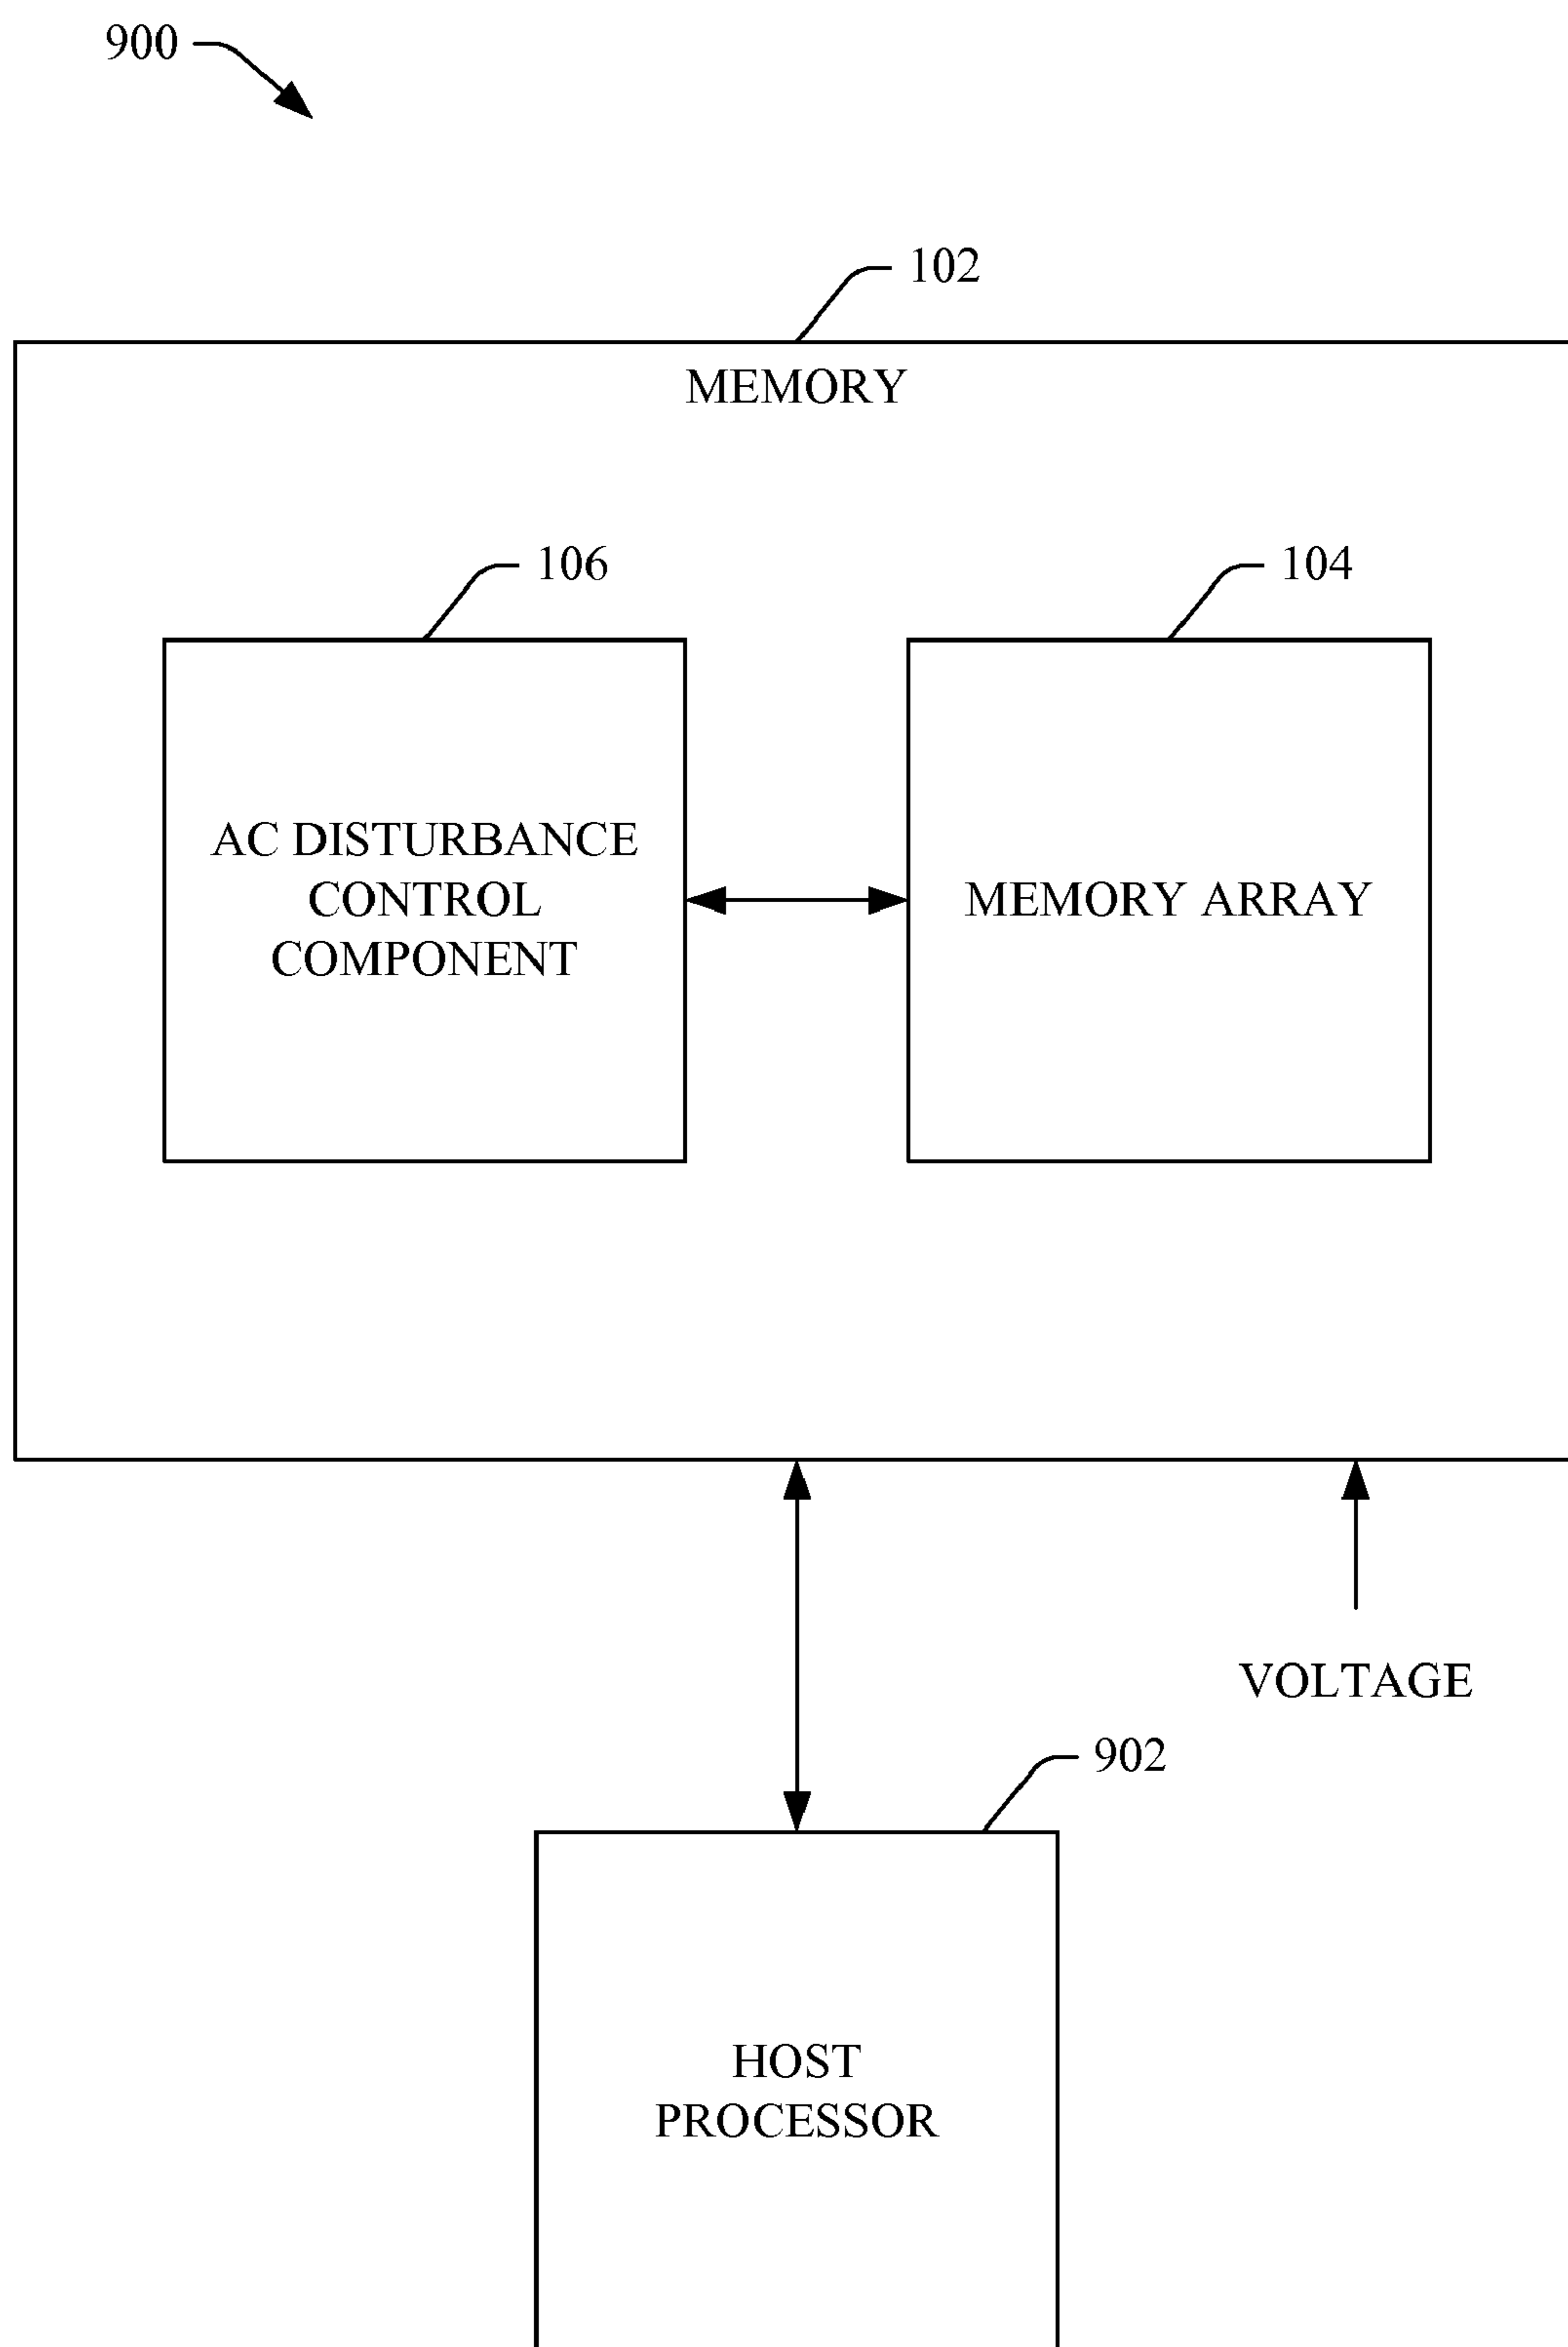 900
102
MEMORY
106
104
AC DISTURBANCE
CONTROL
COMPONENT
MEMORY ARRAY
VOLTAGE
902
HOST
PROCESSOR